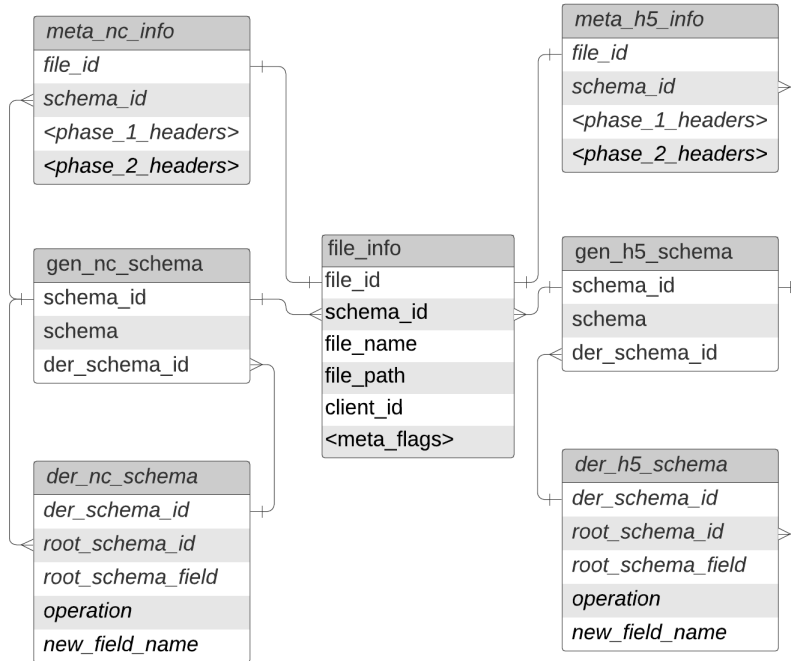 meta_nc_info
file_id
schema_id
<phase_1_headers>
<phase_2_headers>
gen_nc_schema
schema_id
schema
der_schema_id
der_nc_schema
der_schema_id
root_schema_id
root_schema_field
operation
new_field_name
file_info
file_id
schema_id
file_name
file_path
client_id
<meta_flags>
meta_h5_info
file_id
schema_id
<phase_1_headers>
<phase_2_headers>
gen_h5_schema
schema_id
schema
der_schema_id
der_h5_schema
der_schema_id
root_schema_id
root_schema_field
operation
new_field_name